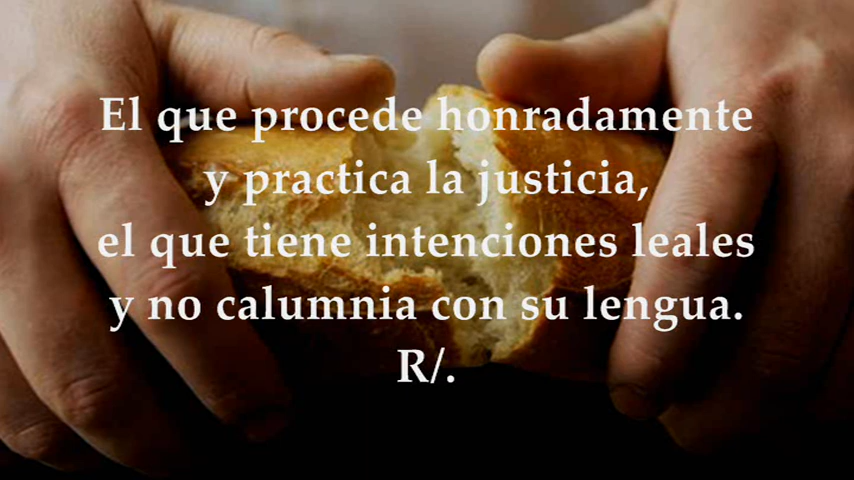 El que procede honradamente
y practica la justicia,
el que tiene intenciones leales
y no calumnia con su lengua.
R/.